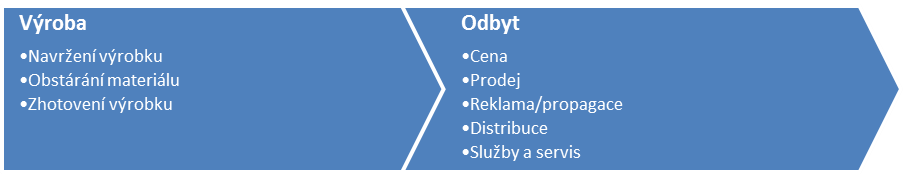 Výroba
•Navržení výrobku
•Obstárání materiálu
•Zhotovení výrobku
Odbyt
•Cena
•Prodej
•Reklama/propagace
•Distribuce
•Služby a servis